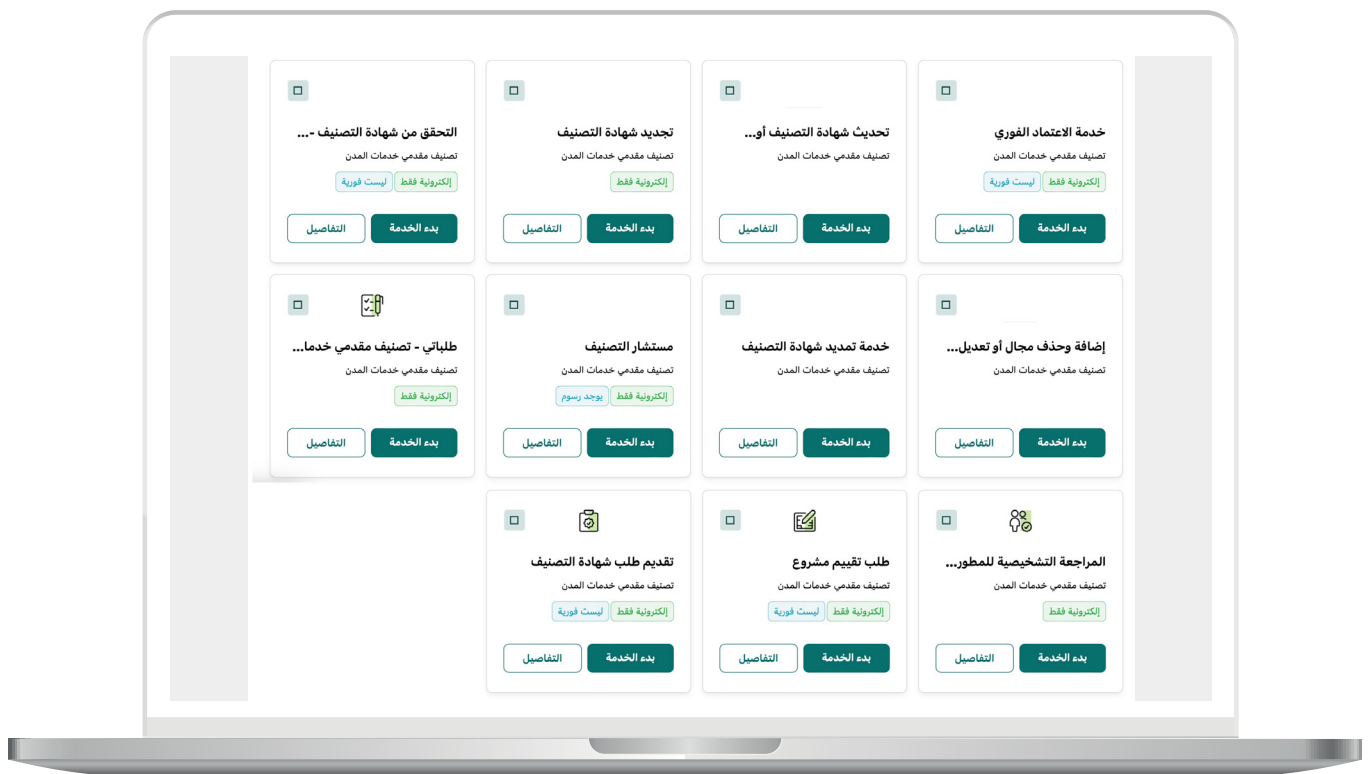 خدمة الاعتماد الفوري
تصنيف مقدمي خدمات المدن
إلكترونية فقط ليست فورية
بدء الخدمة التفاصيل
تحديث شهادة التصنيف أو...
تصنيف مقدمي خدمات المدن
بدء الخدمة التفاصيل
تجديد شهادة التصنيف
تصنيف مقدمي خدمات المدن
إلكترونية فقط
بدء الخدمة التفاصيل
التحقق من شهادة التصنيف -...
تصنيف مقدمي خدمات المدن
إلكترونية فقط ليست فورية
بدء الخدمة التفاصيل
إضافة وحذف مجال أو تعديل...
تصنيف مقدمي خدمات المدن
بدء الخدمة التفاصيل
خدمة تمديد شهادة التصنيف
تصنيف مقدمي خدمات المدن
بدء الخدمة التفاصيل
مستشار التصنيف
تصنيف مقدمي خدمات المدن
إلكترونية فقط يوجد رسوم
بدء الخدمة التفاصيل
طلباتي - تصنيف مقدمي خدما...
تصنيف مقدمي خدمات المدن
إلكترونية فقط
بدء الخدمة التفاصيل
المراجعة التشخيصية للمطور...
تصنيف مقدمي خدمات المدن
إلكترونية فقط
بدء الخدمة التفاصيل
طلب تقييم مشروع
تصنيف مقدمي خدمات المدن
إلكترونية فقط ليست فورية
بدء الخدمة التفاصيل
تقديم طلب شهادة التصنيف
تصنيف مقدمي خدمات المدن
إلكترونية فقط ليست فورية
بدء الخدمة التفاصيل